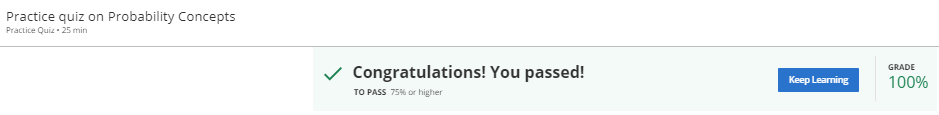 Practice quiz on Probability Concepts
Practice Quiz • 25 min
Congratulations! You passed!
TO PASS 75% or higher
Keep Learning
GRADE
100%